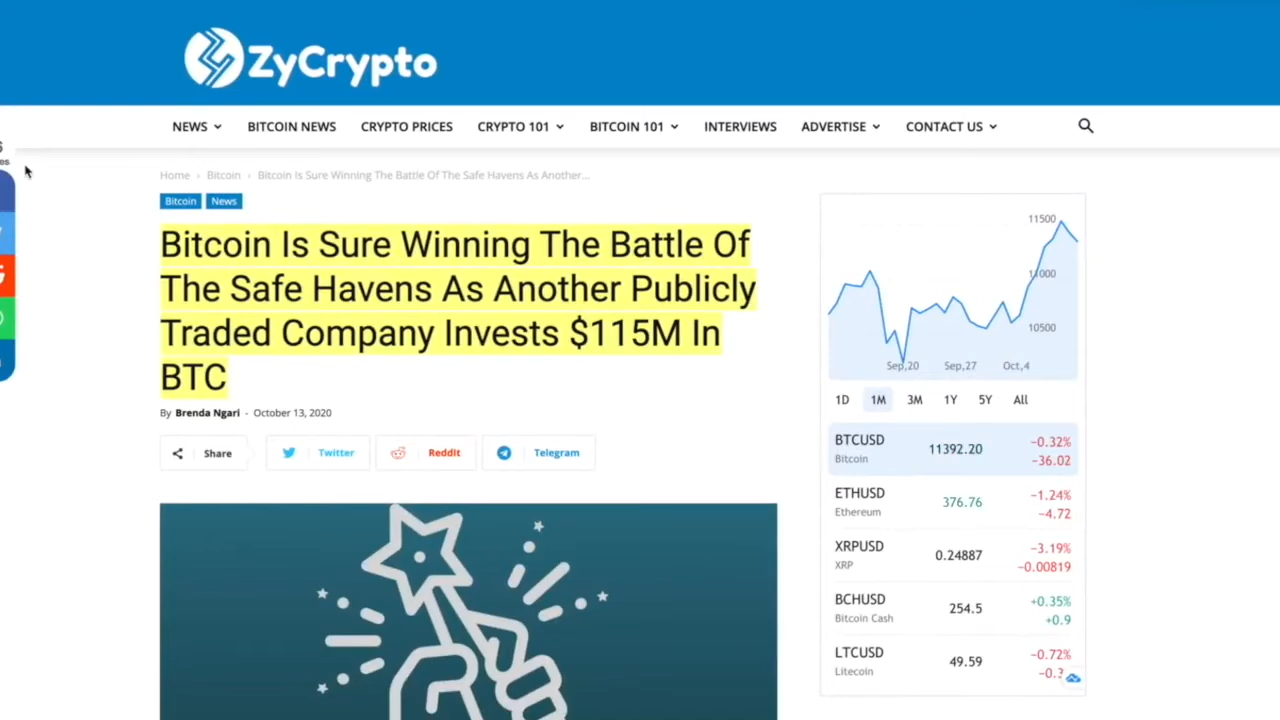 ZyCrypto
NEWS
BITCOIN NEWS
CRYPTO PRICES
CRYPTO 101
BITCOIN 101
INTERVIEWS
ADVERTISE
CONTACT US
Home › Bitcoin › Bitcoin Is Sure Winning The Battle Of The Safe Havens As Another...
Bitcoin
News
Bitcoin Is Sure Winning The Battle Of
The Safe Havens As Another Publicly
Traded Company Invests $115M In
BTC
By Brenda Ngari - October 13, 2020
Share
Twitter
ReddIt
Telegram
11500
11000
10500
Sep,20
Sep,27
Oct,4
1D
1M
3M
1Y
5Y
All
BTCUSD
Bitcoin
11392.20
−0.32%
−36.02
ETHUSD
Ethereum
376.76
−1.24%
−4.72
XRPUSD
XRP
0.24887
−3.19%
−0.00819
BCHUSD
Bitcoin Cash
254.5
+0.35%
+0.9
LTCUSD
Litecoin
49.59
−0.72%